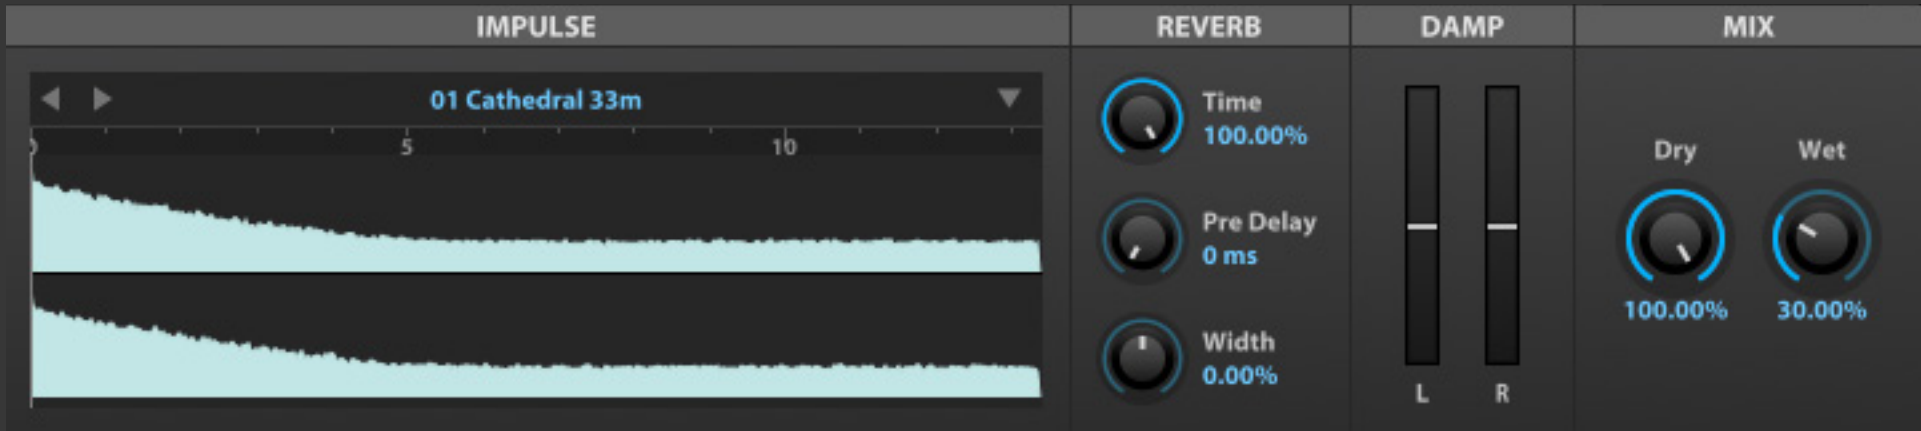 IMPULSE
REVERB
DAMP
MIX
01 Cathedral 33m
0 5 10
Time
100.00%
Pre Delay
0 ms
Width
0.00%
L R
Dry Wet
100.00% 30.00%